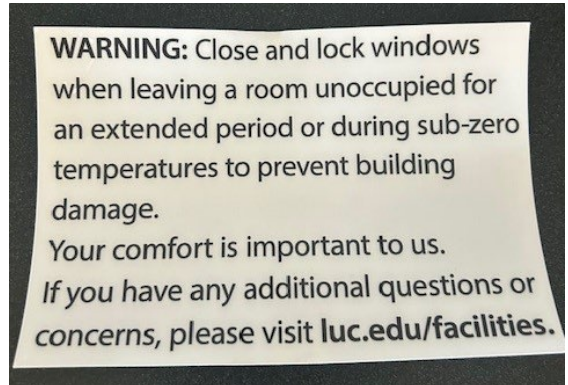 WARNING: Close and lock windows
when leaving a room unoccupied for
an extended period or during sub-zero
temperatures to prevent building
damage.
Your comfort is important to us.
If you have any additional questions or
concerns, please visit luc.edu/facilities.